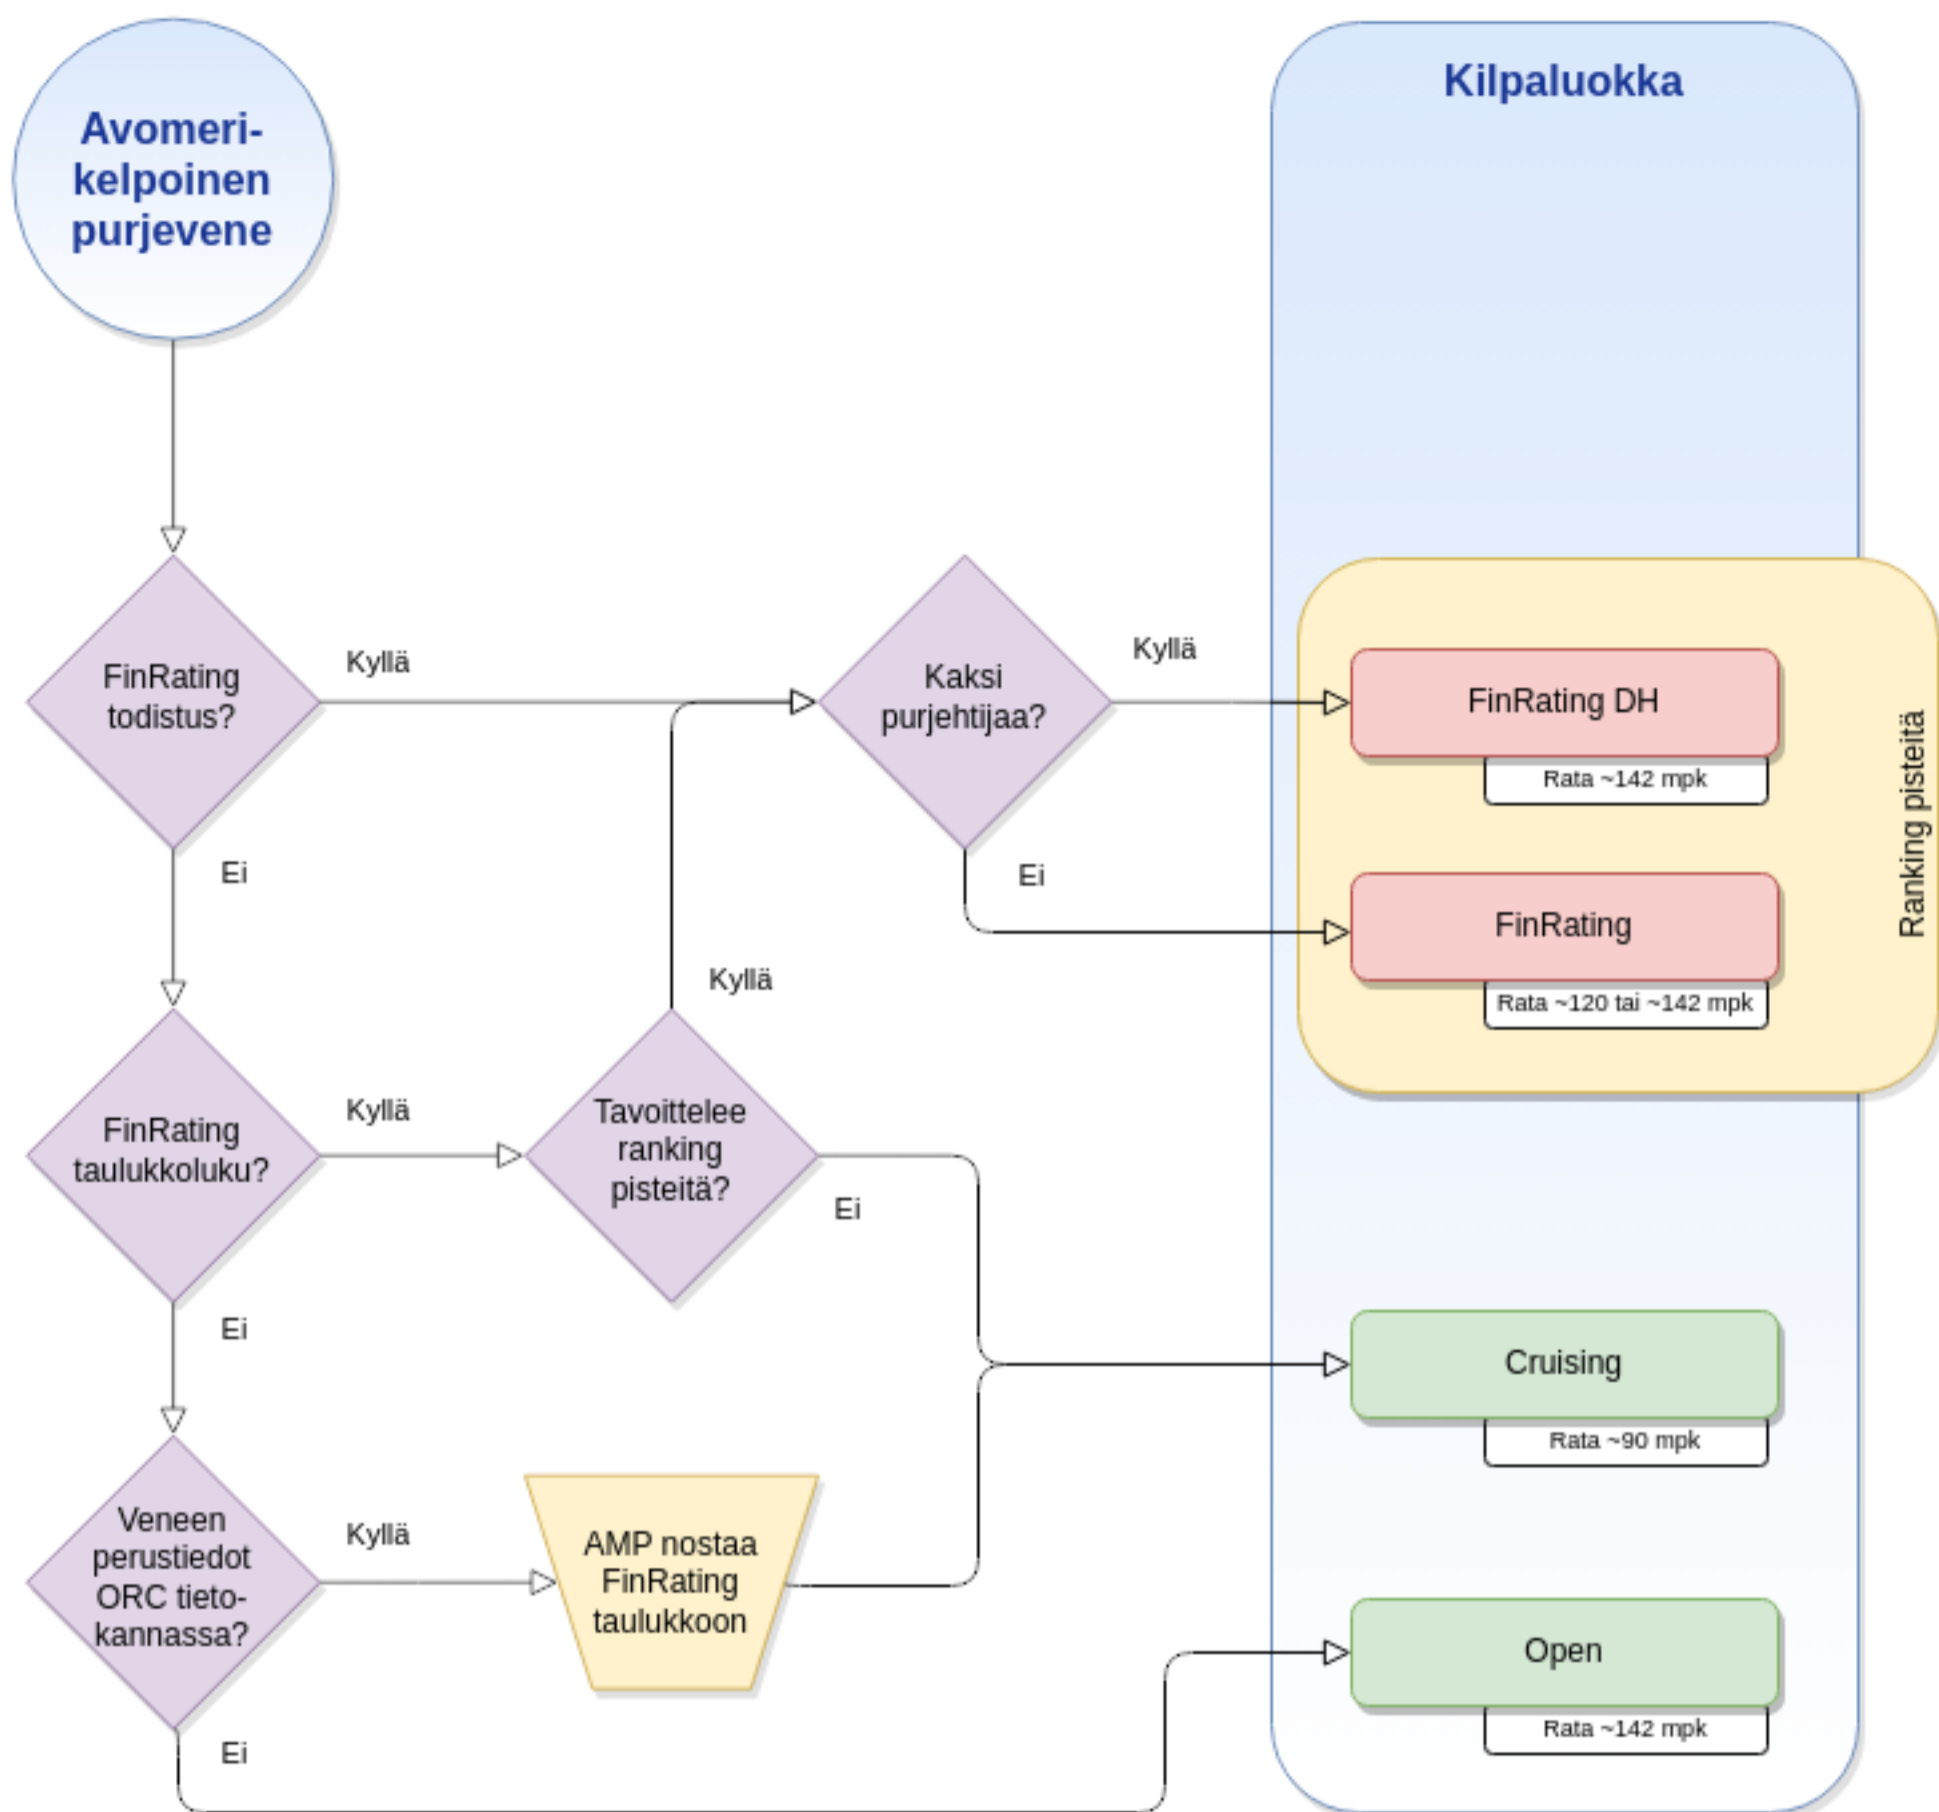 Avomeri-
kelpoinen
purjevene
Kilpaluokka
FinRating
todistus?
Kyllä
Ei
Kaksi
purjehtijaa?
Kyllä
Ei
FinRating DH
Rata ~142 mpk
FinRating
Rata ~120 tai ~142 mpk
Ranking pisteitä
FinRating
taulukkoluku?
Kyllä
Ei
Tavoittelee
ranking
pisteitä?
Kyllä
Ei
Cruising
Rata ~90 mpk
Veneen
perustiedot
ORC tieto-
kannassa?
Kyllä
Ei
AMP nostaa
FinRating
taulukkoon
Open
Rata ~142 mpk